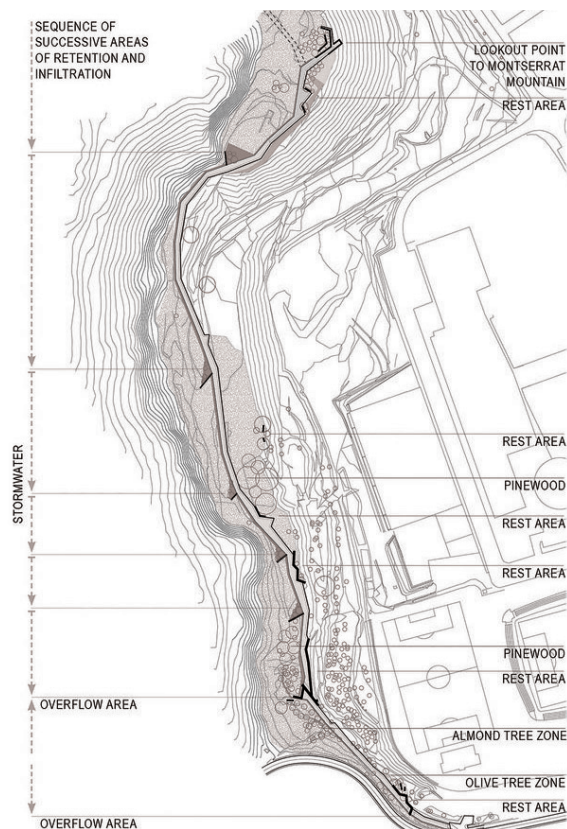 SEQUENCE OF
SUCCESSIVE AREAS
OF RETENTION AND
INFILTRATION
LOOKOUT POINT
TO MONTSERRAT
MOUNTAIN
REST AREA
REST AREA
PINEWOOD
STORMWATER
REST AREA
REST AREA
PINEWOOD
REST AREA
OVERFLOW AREA
ALMOND TREE ZONE
OLIVE TREE ZONE
REST AREA
OVERFLOW AREA